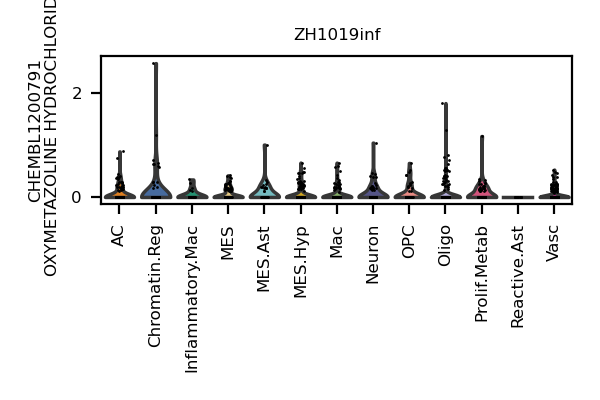 ZH1019inf
CHEMBL1200791
OXYMETAZOLINE HYDROCHLORID
2
0
AC
Chromatin.Reg
Inflammatory.Mac
MES
MES.Ast
MES.Hyp
Mac
Neuron
OPC
Oligo
Prolif.Metab
Reactive.Ast
Vasc